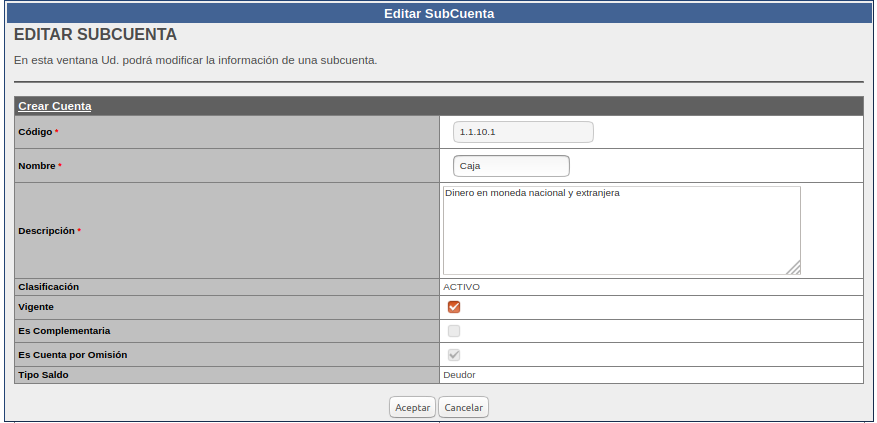 Editar SubCuenta
EDITAR SUBCUENTA
En esta ventana Ud. podrá modificar la información de una subcuenta.
Crear Cuenta
Código * 1.1.10.1
Nombre * Caja
Descripción * Dinero en moneda nacional y extranjera
Clasificación ACTIVO
Vigente
Es Complementaria
Es Cuenta por Omisión
Tipo Saldo Deudor
Aceptar Cancelar